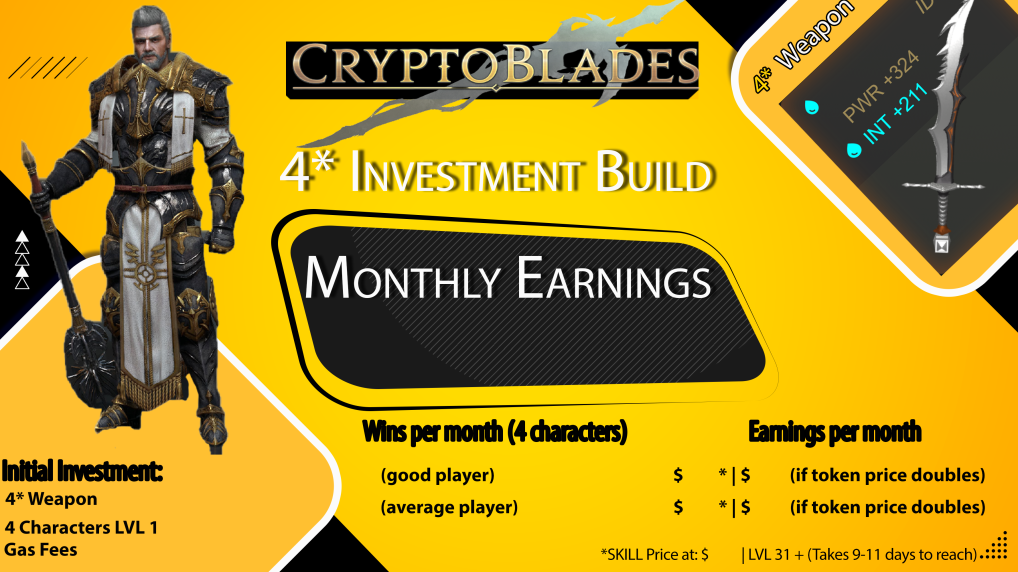 CRYPTOBLADES
4* INVESTMENT BUILD
4* Weapon
PWR +324
INT +211
MONTHLY EARNINGS
Wins per month (4 characters)
Earnings per month
Initial Investment:
4* Weapon
4 Characters LVL 1
Gas Fees
(good player) $ * | $ (if token price doubles)
(average player) $ * | $ (if token price doubles)
*SKILL Price at: $ | LVL 31 + (Takes 9-11 days to reach)